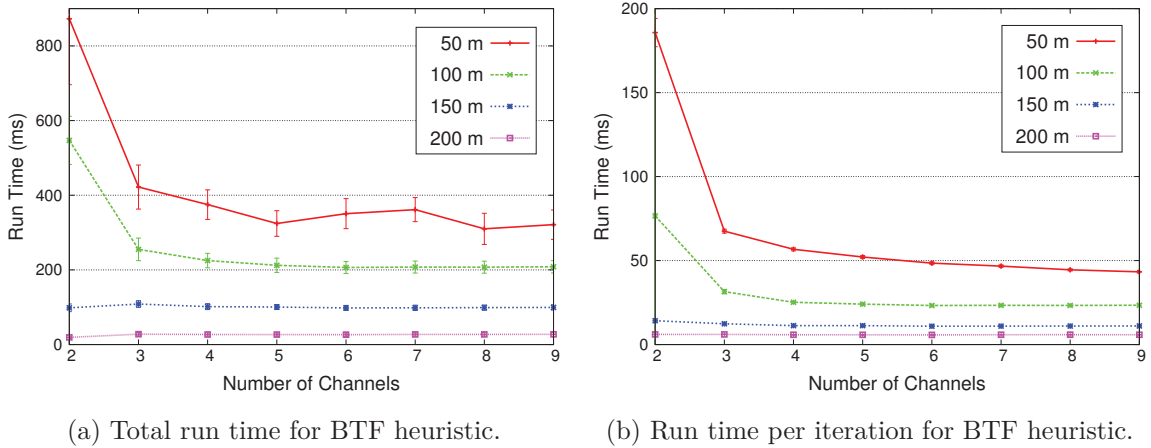 800
600
400
200
0
2 3 4 5 6 7 8 9
Run Time (ms)
Number of Channels
50 m
100 m
150 m
200 m
(a) Total run time for BTF heuristic.
200
150
100
50
0
2 3 4 5 6 7 8 9
Run Time (ms)
Number of Channels
50 m
100 m
150 m
200 m
(b) Run time per iteration for BTF heuristic.